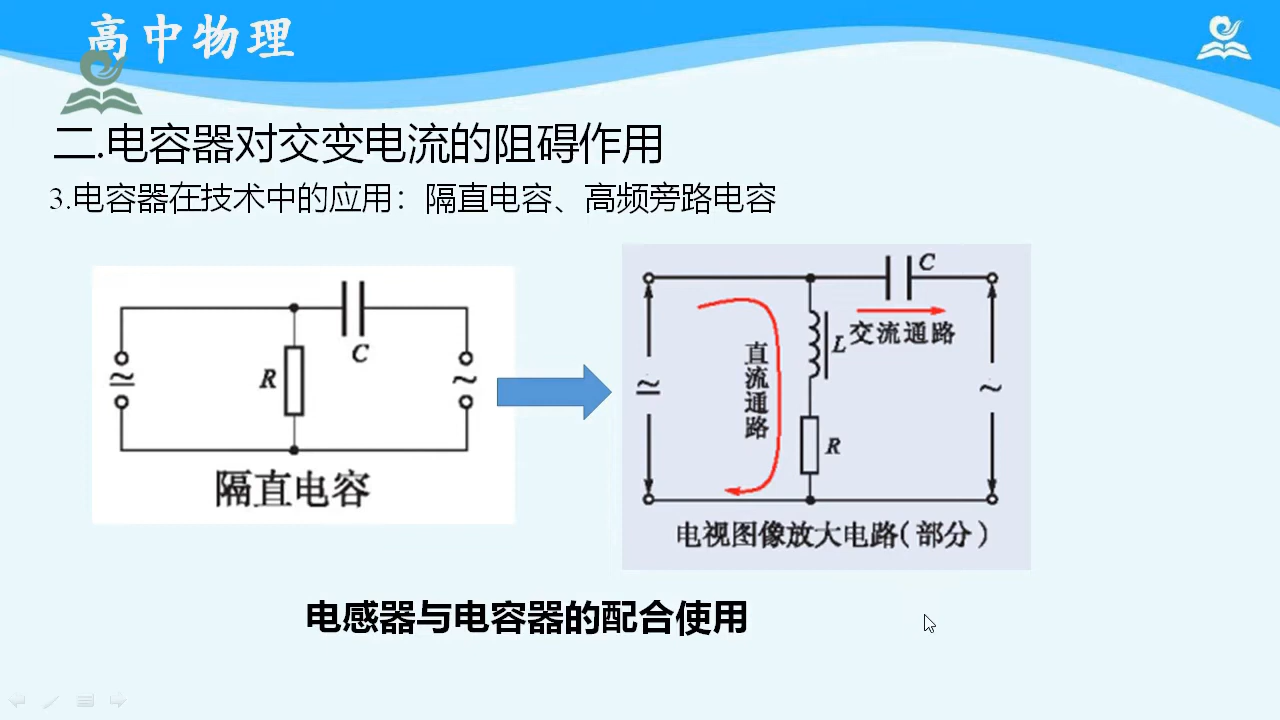 高中物理
二.电容器对交变电流的阻碍作用
3.电容器在技术中的应用：隔直电容、高频旁路电容
R
C
~
~
隔直电容
C
交流通路
L
直流通路
~
~
R
电视图像放大电路(部分)
电感器与电容器的配合使用